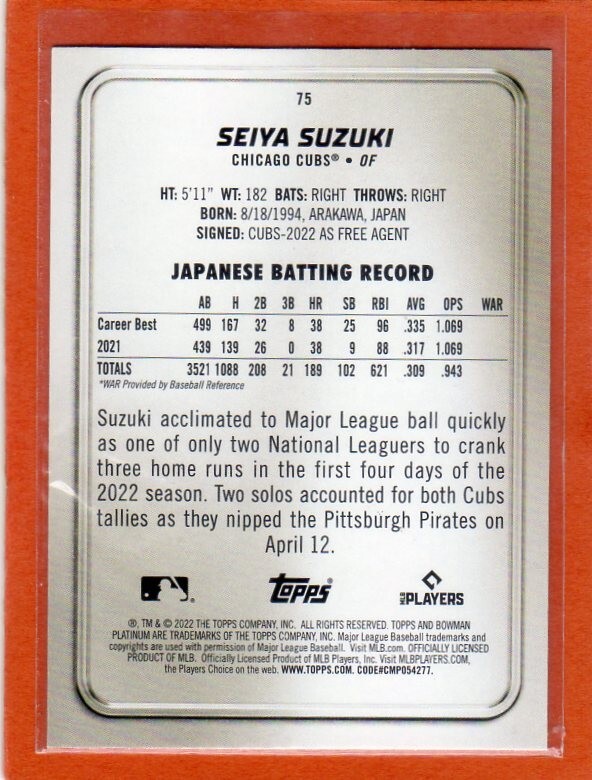 75
SEIYA SUZUKI
CHICAGO CUBS® • OF
HT: 5'11" WT: 182 BATS: RIGHT THROWS: RIGHT
BORN: 8/18/1994, ARAKAWA, JAPAN
SIGNED: CUBS-2022 AS FREE AGENT
JAPANESE BATTING RECORD
AB H 2B 3B HR SB RBI AVG OPS WAR
Career Best 499 167 32 8 38 25 96 .335 1.069
2021 439 139 26 0 38 9 88 .317 1.069
TOTALS 3521 1088 208 21 189 102 621 .309 .943
*WAR Provided by Baseball Reference
Suzuki acclimated to Major League ball quickly
as one of only two National Leaguers to crank
three home runs in the first four days of the
2022 season. Two solos accounted for both Cubs
tallies as they nipped the Pittsburgh Pirates on
April 12.
Topps® MLB PLAYERS
®, TM & © 2022 THE TOPPS COMPANY, INC. ALL RIGHTS RESERVED. TOPPS AND BOWMAN
PLATINUM ARE TRADEMARKS OF THE TOPPS COMPANY, INC. Major League Baseball trademarks and
copyrights are used with permission of Major League Baseball. Visit MLB.com. OFFICIALLY LICENSED
PRODUCT OF MLB. Officially Licensed Product of MLB Players, Inc. Visit MLBPLAYERS.COM,
the Players Choice on the web. WWW.TOPPS.COM. CODE#CMP054277.